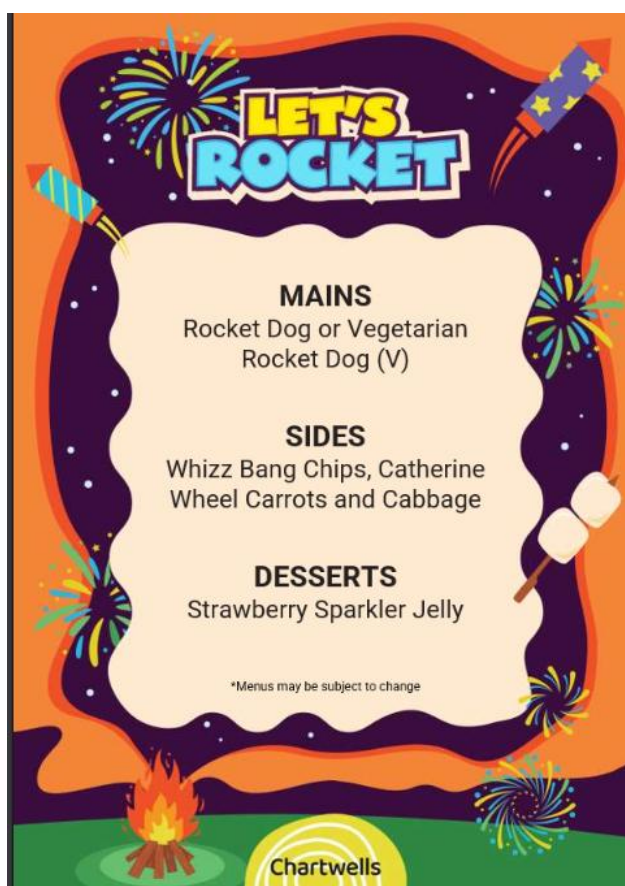 LET'S
ROCKET
MAINS
Rocket Dog or Vegetarian
Rocket Dog (V)
SIDES
Whizz Bang Chips, Catherine
Wheel Carrots and Cabbage
DESSERTS
Strawberry Sparkler Jelly
*Menus may be subject to change
Chartwells